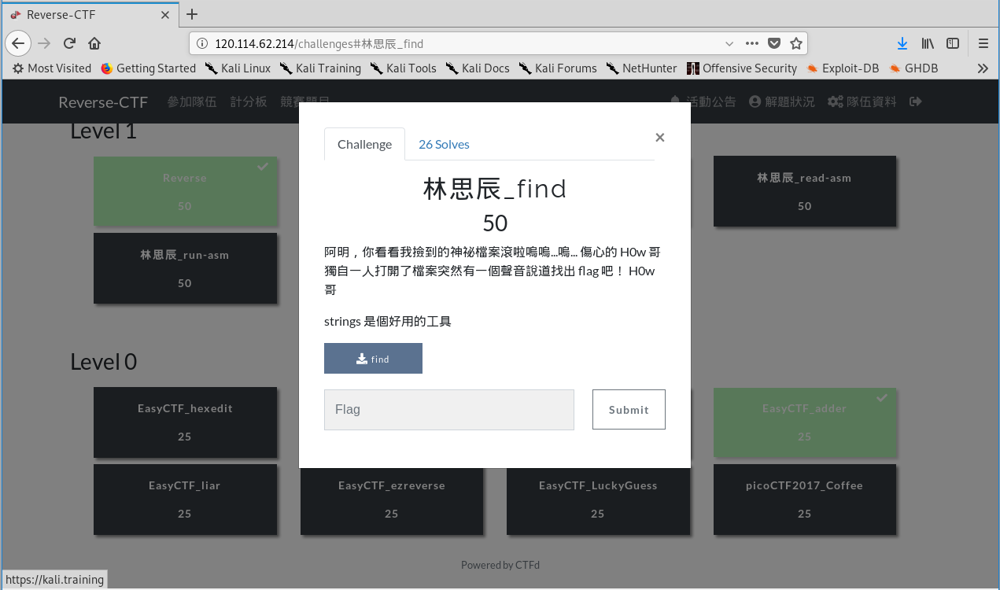 Reverse-CTF
120.114.62.214/challenges#林思辰_find
Most Visited Getting Started Kali Linux Kali Training Kali Tools Kali Docs Kali Forums NetHunter Offensive Security Exploit-DB GHDB
Reverse-CTF 參加隊伍 計分板 競賽題目 活動公告 解題狀況 隊伍資料
Level 1
Challenge 26 Solves ×
林思辰_find
50
阿明，你看看我撿到的神祕檔案滾啦嗚嗚...嗚... 傷心的 H0w 哥
獨自一人打開了檔案突然有一個聲音說道找出 flag 吧！ H0w
哥
strings 是個好用的工具
find
Flag Submit
Reverse
50
林思辰_read-asm
50
林思辰_run-asm
50
Level 0
EasyCTF_hexedit
25
EasyCTF_adder
25
EasyCTF_liar
25
EasyCTF_ezreverse
25
EasyCTF_LuckyGuess
25
picoCTF2017_Coffee
25
Powered by CTFd
https://kali.training